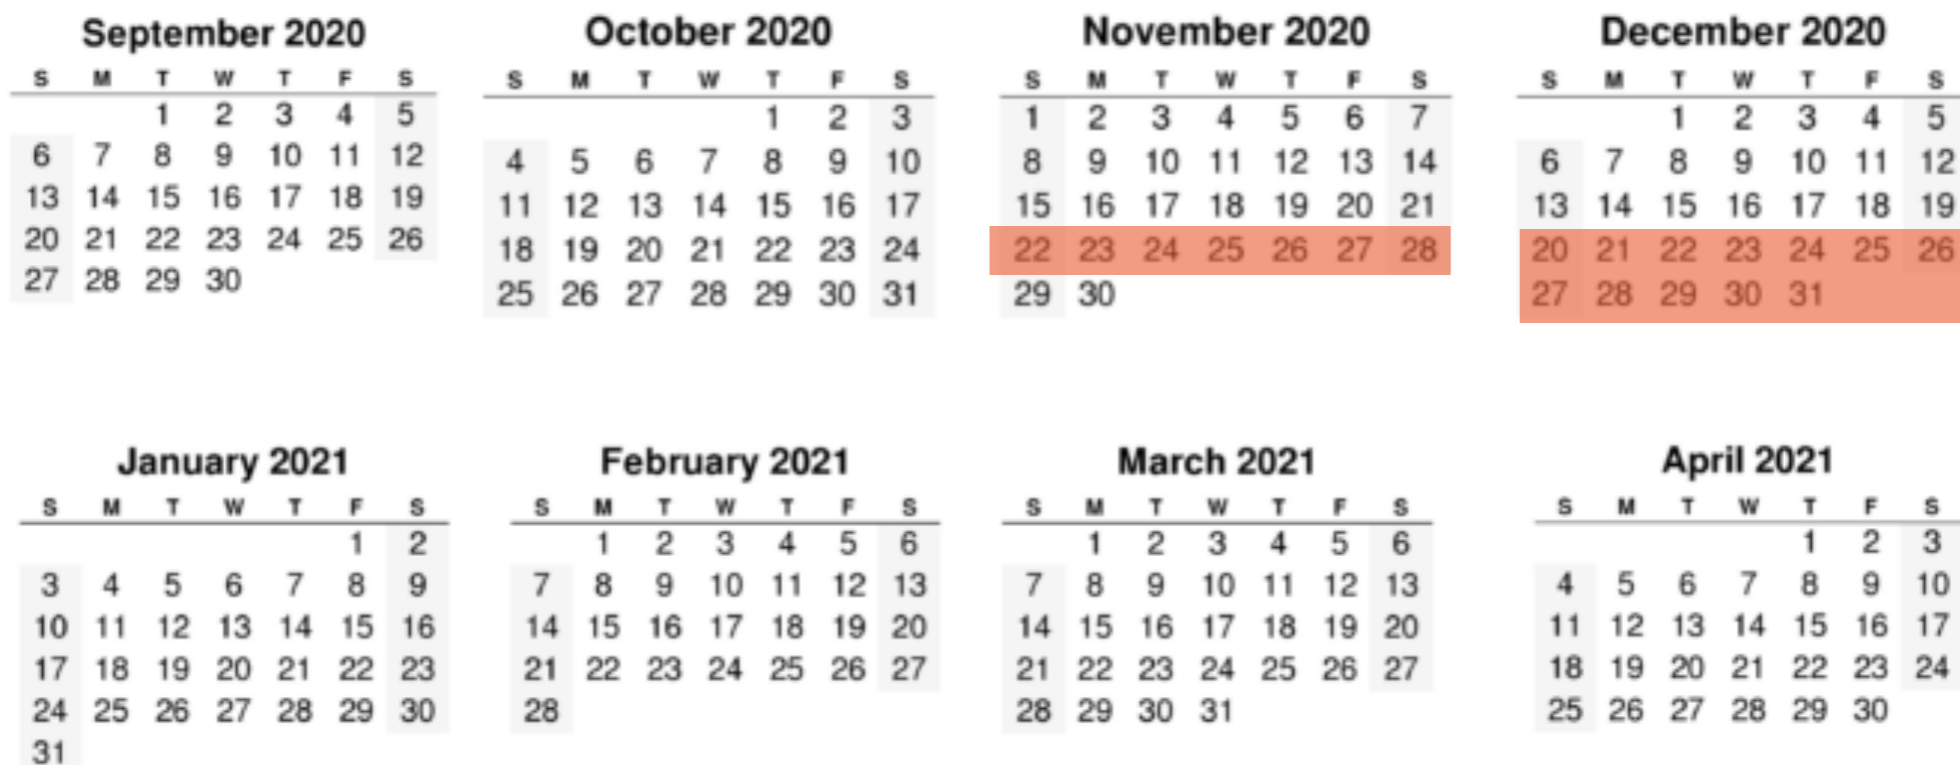 September 2020
S M T W T F S
1 2 3 4 5
6 7 8 9 10 11 12
13 14 15 16 17 18 19
20 21 22 23 24 25 26
27 28 29 30
October 2020
S M T W T F S
1 2 3
4 5 6 7 8 9 10
11 12 13 14 15 16 17
18 19 20 21 22 23 24
25 26 27 28 29 30 31
November 2020
S M T W T F S
1 2 3 4 5 6 7
8 9 10 11 12 13 14
15 16 17 18 19 20 21
22 23 24 25 26 27 28
29 30
December 2020
S M T W T F S
1 2 3 4 5
6 7 8 9 10 11 12
13 14 15 16 17 18 19
20 21 22 23 24 25 26
27 28 29 30 31
January 2021
S M T W T F S
1 2
3 4 5 6 7 8 9
10 11 12 13 14 15 16
17 18 19 20 21 22 23
24 25 26 27 28 29 30
31
February 2021
S M T W T F S
1 2 3 4 5 6
7 8 9 10 11 12 13
14 15 16 17 18 19 20
21 22 23 24 25 26 27
28
March 2021
S M T W T F S
1 2 3 4 5 6
7 8 9 10 11 12 13
14 15 16 17 18 19 20
21 22 23 24 25 26 27
28 29 30 31
April 2021
S M T W T F S
1 2 3
4 5 6 7 8 9 10
11 12 13 14 15 16 17
18 19 20 21 22 23 24
25 26 27 28 29 30